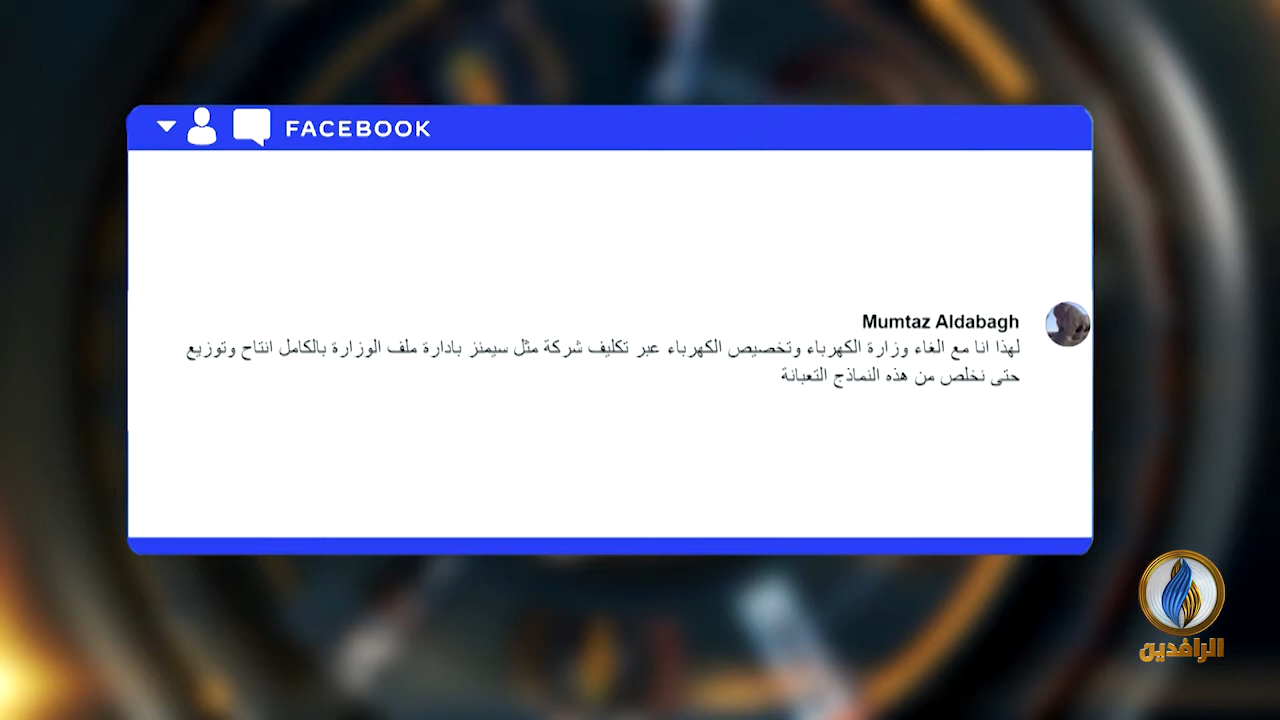 FACEBOOK
Mumtaz Aldabagh
لهذا انا مع الغاء وزارة الكهرباء وتخصيص الكهرباء عبر تكليف شركة مثل سيمنز بادارة ملف الوزارة بالكامل انتاح وتوزيع
حتى نخلص من هذه النماذج التعبانة
الرافدين